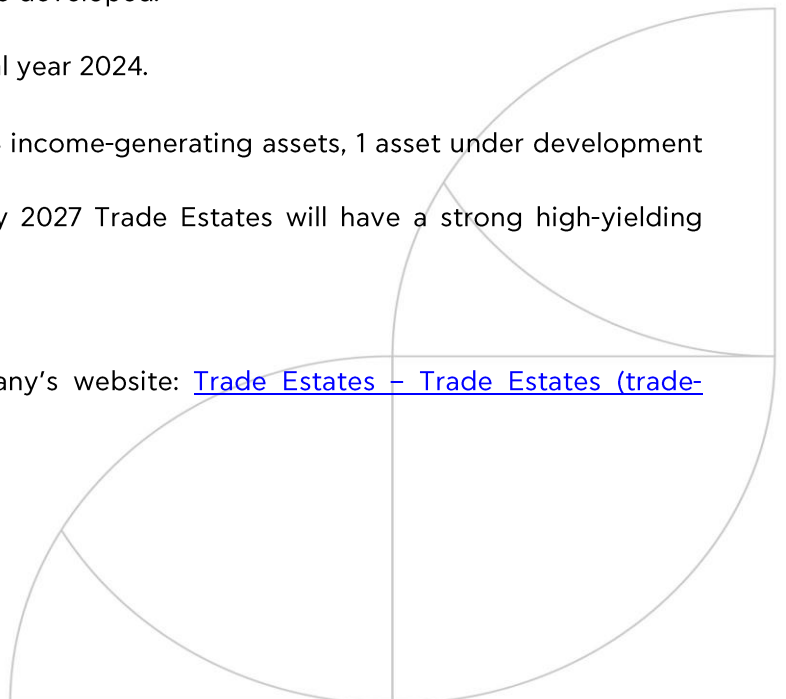 developed.
year 2024.
income-generating assets, 1 asset under development
2027 Trade Estates will have a strong high-yielding
website: Trade Estates – Trade Estates (trade-